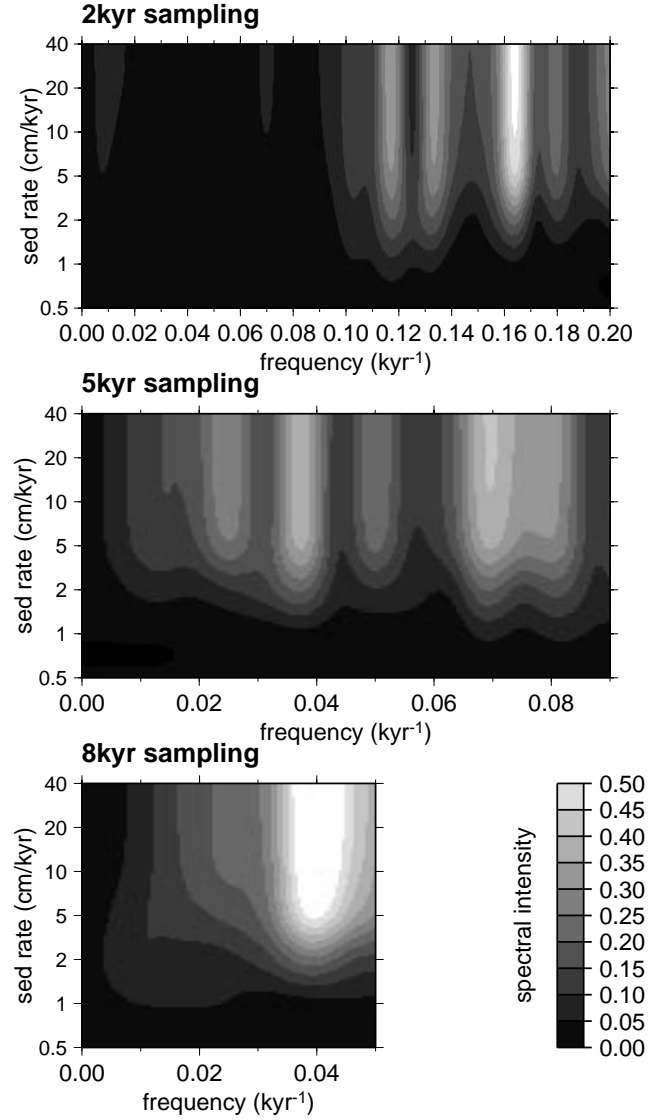 2kyr sampling
40
20
10
5
2
1
0.5
sed rate (cm/kyr)
0.00 0.02 0.04 0.06 0.08 0.10 0.12 0.14 0.16 0.18 0.20
frequency (kyr⁻¹)
5kyr sampling
40
20
10
5
2
1
0.5
sed rate (cm/kyr)
0.00 0.02 0.04 0.06 0.08
frequency (kyr⁻¹)
8kyr sampling
40
20
10
5
2
1
0.5
sed rate (cm/kyr)
0.00 0.02 0.04
frequency (kyr⁻¹)
spectral intensity
0.50
0.45
0.40
0.35
0.30
0.25
0.20
0.15
0.10
0.05
0.00